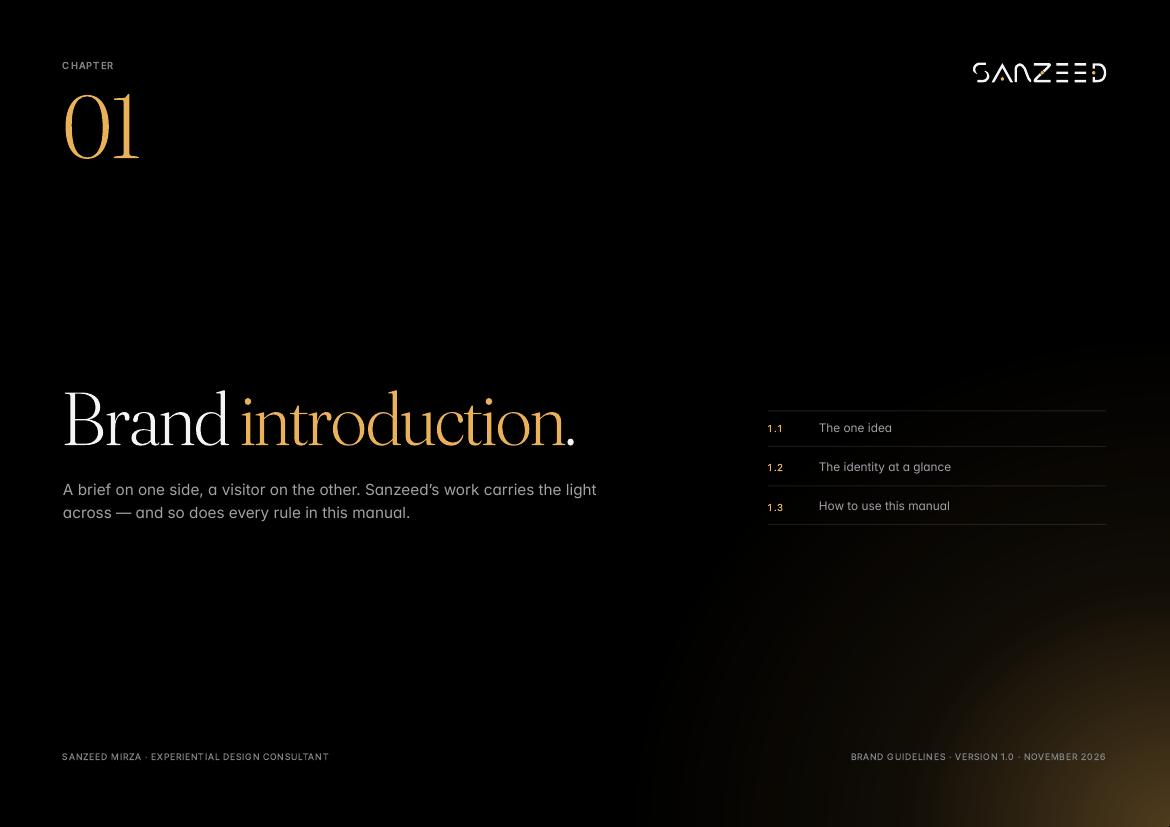 CHAPTER
01
SANZEED
Brand introduction.
A brief on one side, a visitor on the other. Sanzeed’s work carries the light
across — and so does every rule in this manual.
1.1 The one idea
1.2 The identity at a glance
1.3 How to use this manual
SANZEED MIRZA · EXPERIENTIAL DESIGN CONSULTANT
BRAND GUIDELINES · VERSION 1.0 · NOVEMBER 2026